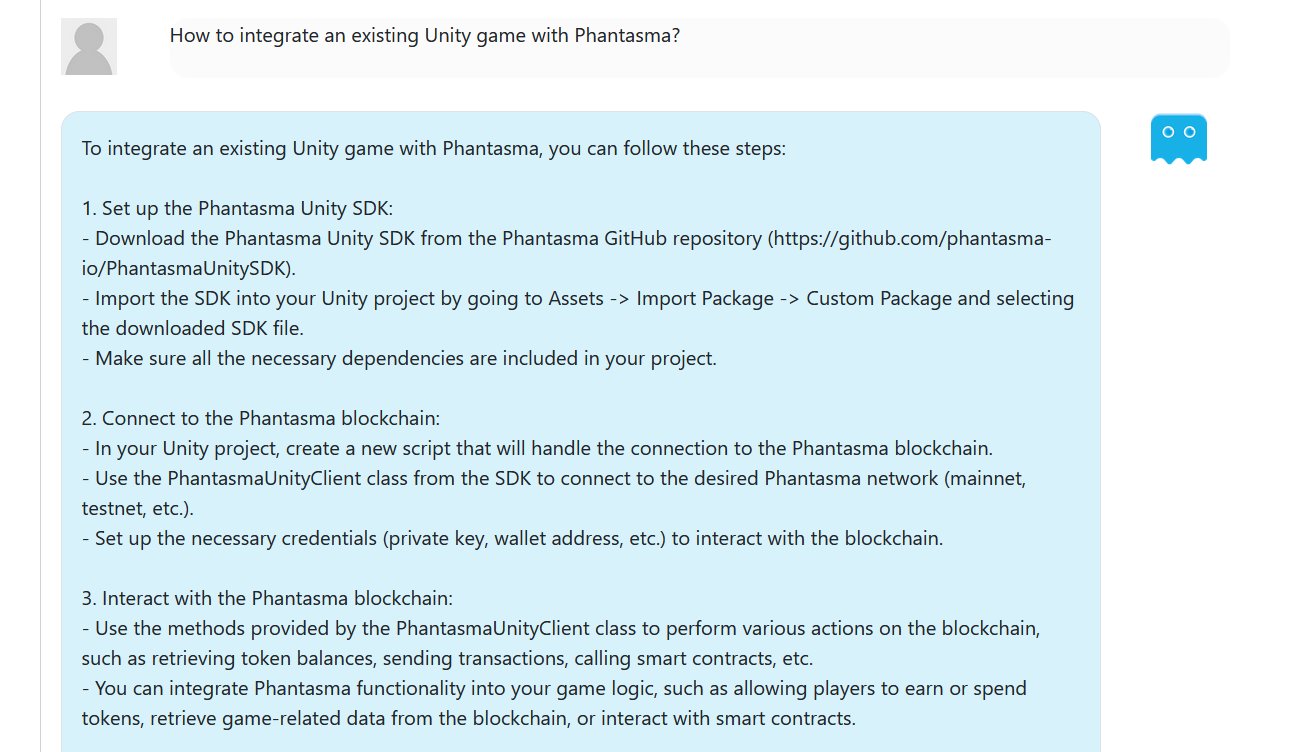 How to integrate an existing Unity game with Phantasma?
To integrate an existing Unity game with Phantasma, you can follow these steps:
1. Set up the Phantasma Unity SDK:
- Download the Phantasma Unity SDK from the Phantasma GitHub repository (https://github.com/phantasma-
io/PhantasmaUnitySDK).
- Import the SDK into your Unity project by going to Assets -> Import Package -> Custom Package and selecting
the downloaded SDK file.
- Make sure all the necessary dependencies are included in your project.
2. Connect to the Phantasma blockchain:
- In your Unity project, create a new script that will handle the connection to the Phantasma blockchain.
- Use the PhantasmaUnityClient class from the SDK to connect to the desired Phantasma network (mainnet,
testnet, etc.).
- Set up the necessary credentials (private key, wallet address, etc.) to interact with the blockchain.
3. Interact with the Phantasma blockchain:
- Use the methods provided by the PhantasmaUnityClient class to perform various actions on the blockchain,
such as retrieving token balances, sending transactions, calling smart contracts, etc.
- You can integrate Phantasma functionality into your game logic, such as allowing players to earn or spend
tokens, retrieve game-related data from the blockchain, or interact with smart contracts.